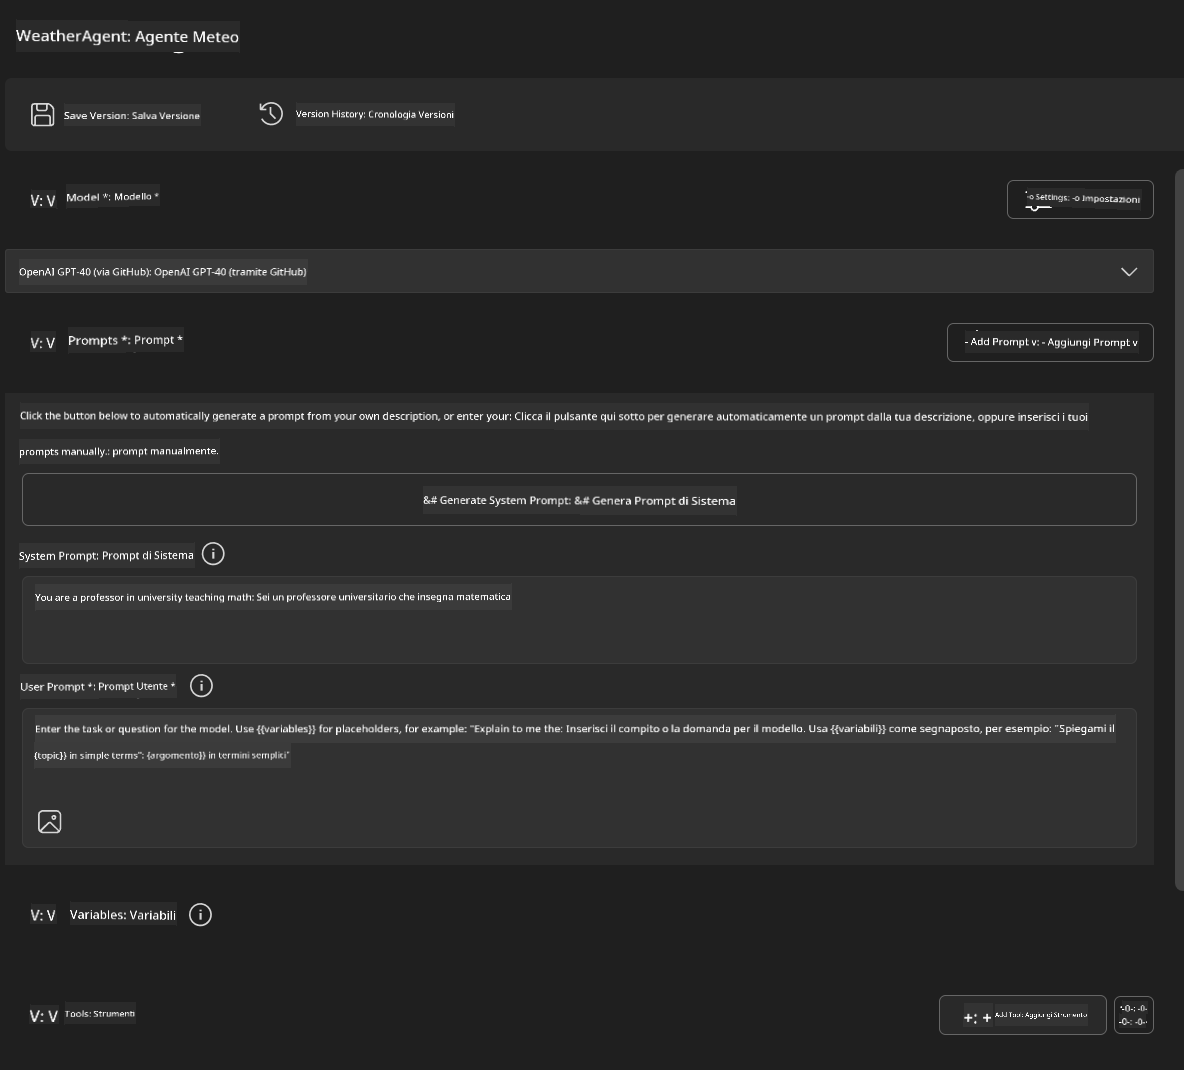 WeatherAgent: Agente Meteo
Save Version: Salva Versione
Version History: Cronologia Versioni
V: V Model *: Modello *
-o Settings: -o Impostazioni
OpenAI GPT-40 (via GitHub): OpenAI GPT-40 (tramite GitHub)
V: V Prompts *: Prompt *
- Add Prompt v: - Aggiungi Prompt v
Click the button below to automatically generate a prompt from your own description, or enter your: Clicca il pulsante qui sotto per generare automaticamente un prompt dalla tua descrizione, oppure inserisci i tuoi
prompts manually.: prompt manualmente.
&# Generate System Prompt: &# Genera Prompt di Sistema
System Prompt: Prompt di Sistema
You are a professor in university teaching math: Sei un professore universitario che insegna matematica
User Prompt *: Prompt Utente *
Enter the task or question for the model. Use {{variables}} for placeholders, for example: "Explain to me the: Inserisci il compito o la domanda per il modello. Usa {{variabili}} come segnaposto, per esempio: "Spiegami il
{topic}} in simple terms": {argomento}} in termini semplici"
V: V Variables: Variabili
V: V Tools: Strumenti
+: + Add Tool: Aggiungi Strumento
-0-: -0-
-0-: -0-